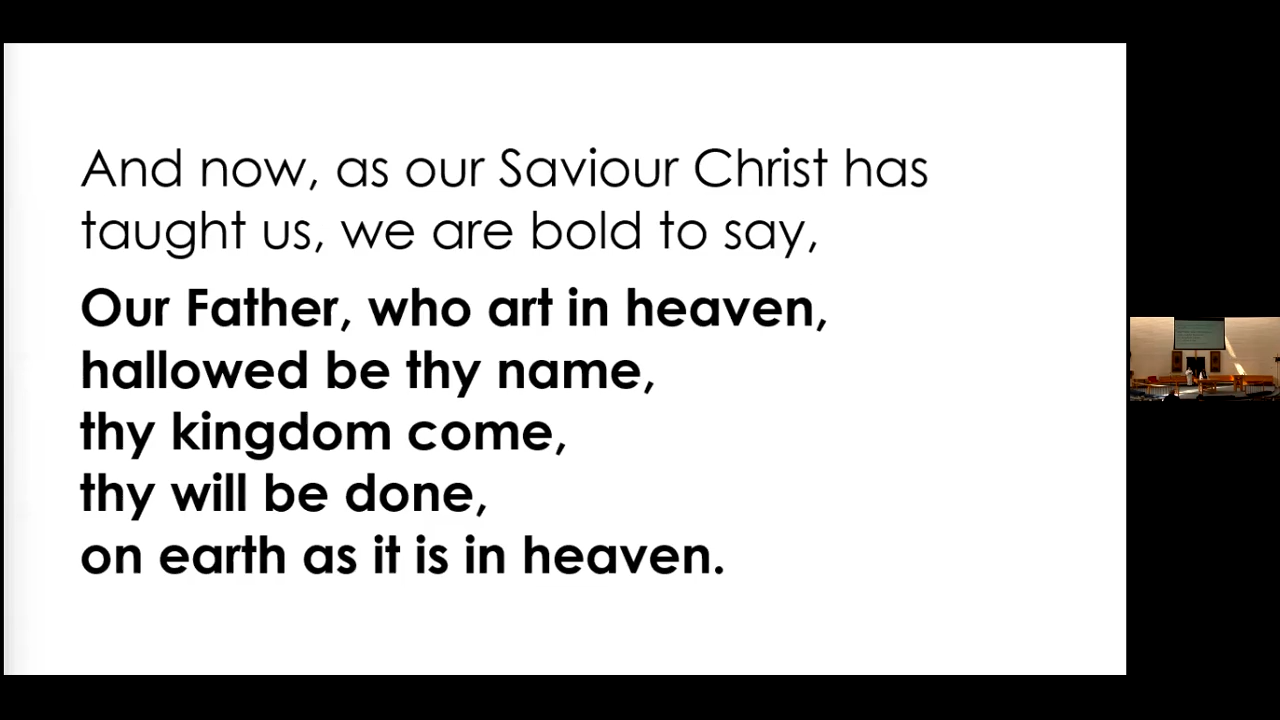 And now, as our Saviour Christ has
taught us, we are bold to say,
Our Father, who art in heaven,
hallowed be thy name,
thy kingdom come,
thy will be done,
on earth as it is in heaven.